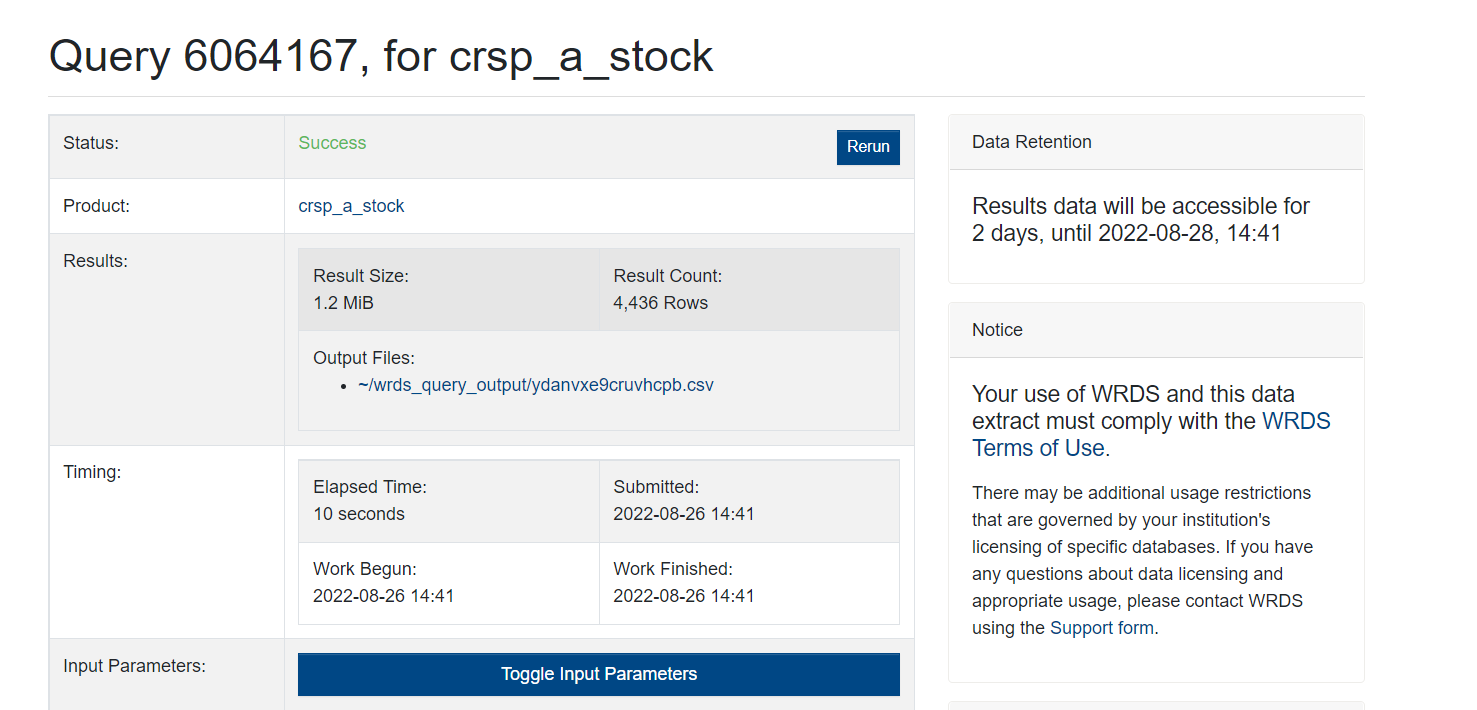 Query 6064167, for crsp_a_stock
Status:
Success
Rerun
Product:
crsp_a_stock
Results:
Result Size:
1.2 MiB
Result Count:
4,436 Rows
Output Files:
• ~/wrds_query_output/ydanvxe9cruvhcpb.csv
Timing:
Elapsed Time:
10 seconds
Submitted:
2022-08-26 14:41
Work Begun:
2022-08-26 14:41
Work Finished:
2022-08-26 14:41
Input Parameters:
Toggle Input Parameters
Data Retention
Results data will be accessible for
2 days, until 2022-08-28, 14:41
Notice
Your use of WRDS and this data
extract must comply with the WRDS
Terms of Use.
There may be additional usage restrictions
that are governed by your institution's
licensing of specific databases. If you have
any questions about data licensing and
appropriate usage, please contact WRDS
using the Support form.